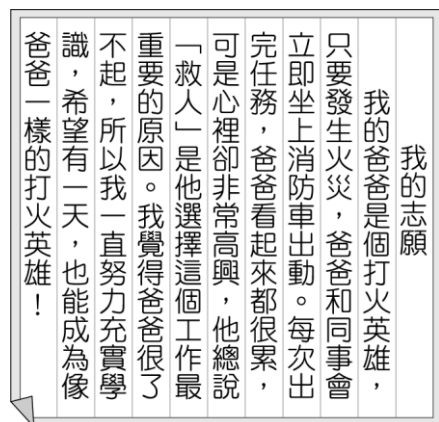 我的志願
我的爸爸是個打火英雄，
只要發生火災，爸爸和同事會
立即坐上消防車出動。每次出
完任務，爸爸看起來都很累，
可是心裡卻非常高興，他總說
「救人」是他選擇這個工作最
重要的原因。我覺得爸爸很了
不起，所以我一直努力充實學
識，希望有一天，也能成為像
爸爸一樣的打火英雄！